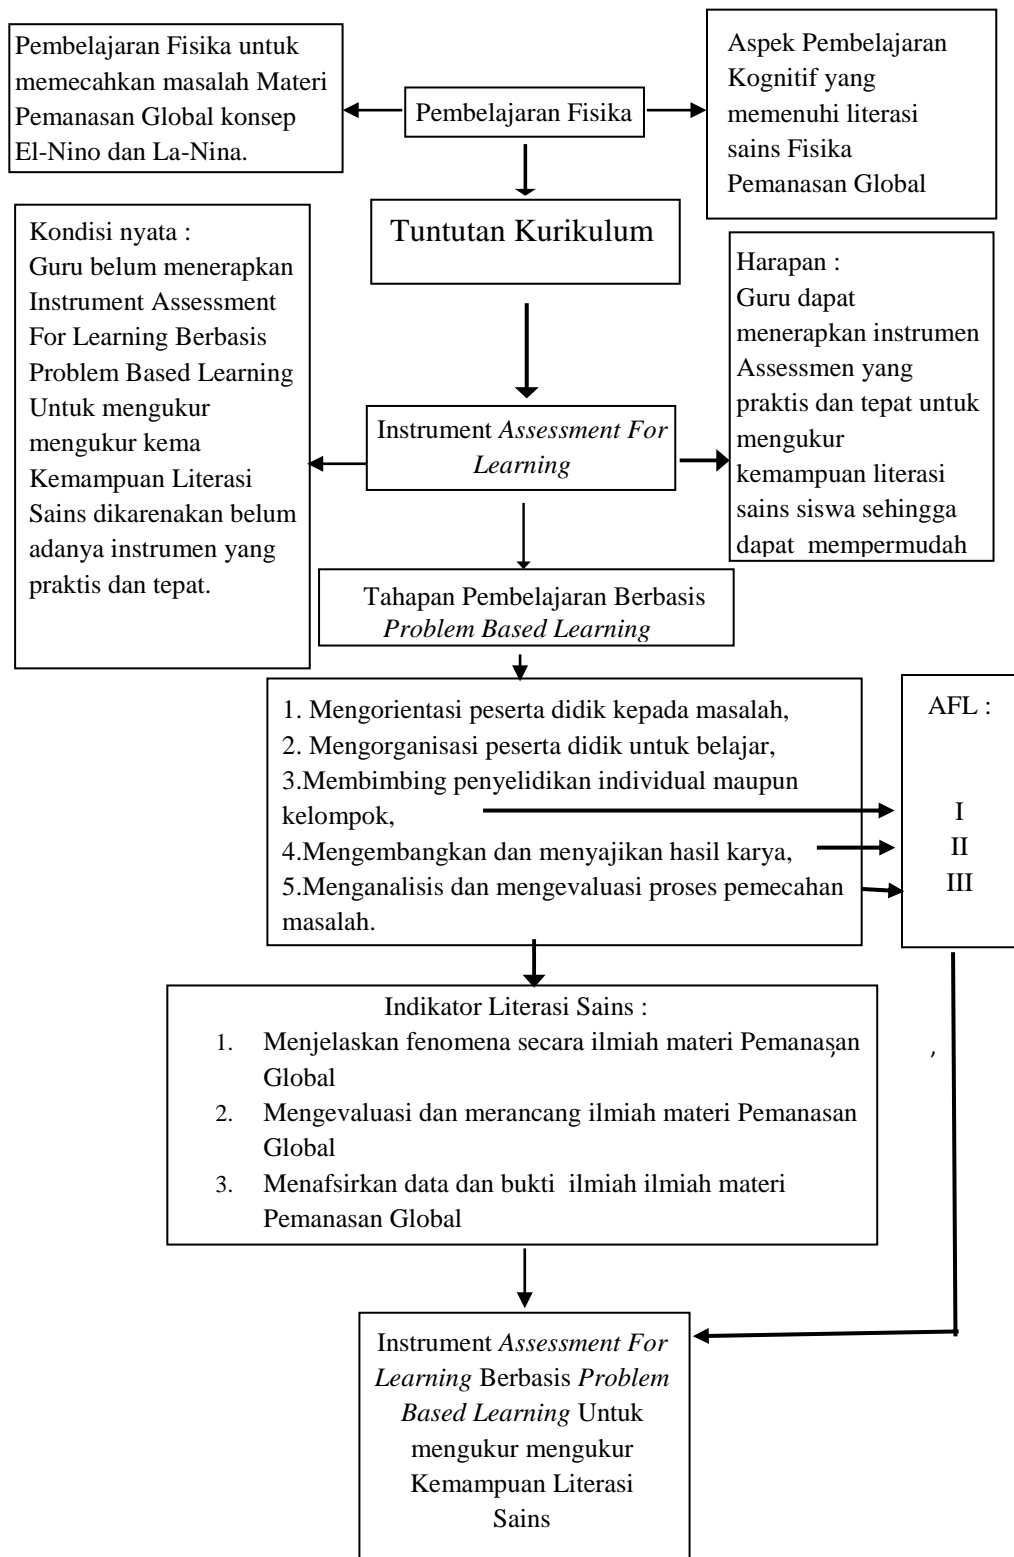 Pembelajaran Fisika untuk
memecahkan masalah Materi
Pemanasan Global konsep
El-Nino dan La-Nina.
Pembelajaran Fisika
Aspek Pembelajaran
Kognitif yang
memenuhi literasi
sains Fisika
Pemanasan Global
Tuntutan Kurikulum
Kondisi nyata :
Guru belum menerapkan
Instrument Assessment
For Learning Berbasis
Problem Based Learning
Untuk mengukur
mengukur kema
Kemampuan Literasi
Sains dikarenakan belum
adanya instrumen yang
praktis dan tepat.
Harapan :
Guru dapat
menerapkan instrumen
Assessmen yang
praktis dan tepat untuk
mengukur
kemampuan literasi
sains siswa sehingga
dapat mempermudah
Instrument Assessment For
Learning
Tahapan Pembelajaran Berbasis
Problem Based Learning
1. Mengorientasi peserta didik kepada masalah,
2. Mengorganisasi peserta didik untuk belajar,
3.Membimbing penyelidikan individual maupun
kelompok,
4.Mengembangkan dan menyajikan hasil karya,
5.Menganalisis dan mengevaluasi proses pemecahan
masalah.
AFL :
I
II
III
Indikator Literasi Sains :
1. Menjelaskan fenomena secara ilmiah materi Pemanasan
Global
, ,
2. Mengevaluasi dan merancang ilmiah materi Pemanasan
Global
3. Menafsirkan data dan bukti ilmiah ilmiah materi
Pemanasan Global
Instrument Assessment For
Learning Berbasis Problem
Based Learning Untuk
mengukur mengukur
Kemampuan Literasi
Sains